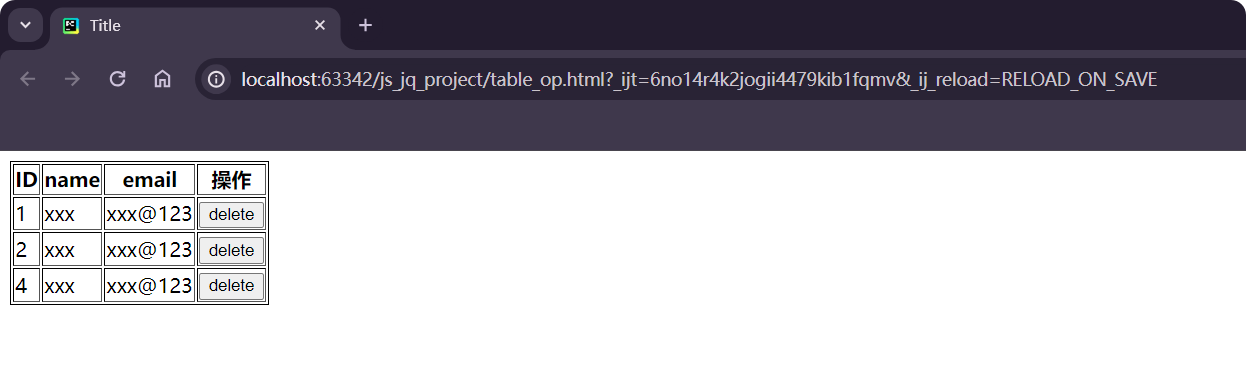 Title
localhost:63342/js_jq_project/table_op.html?_ijt=6no14r4k2jogii4479kib1fqmv&_ij_reload=RELOAD_ON_SAVE
ID name email 操作
1 xxx xxx@123 delete
2 xxx xxx@123 delete
4 xxx xxx@123 delete